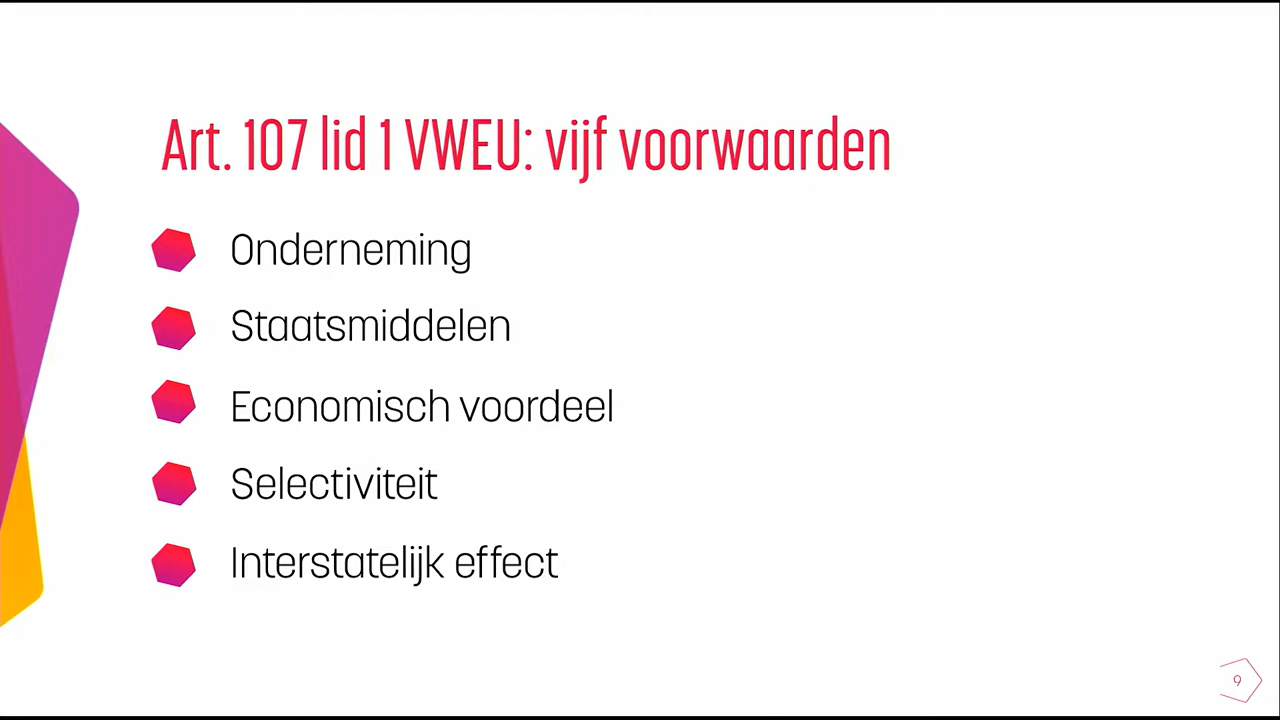 Art. 107 lid 1 VWEU: vijf voorwaarden
Onderneming
Staatsmiddelen
Economisch voordeel
Selectiviteit
Interstatelijk effect
9